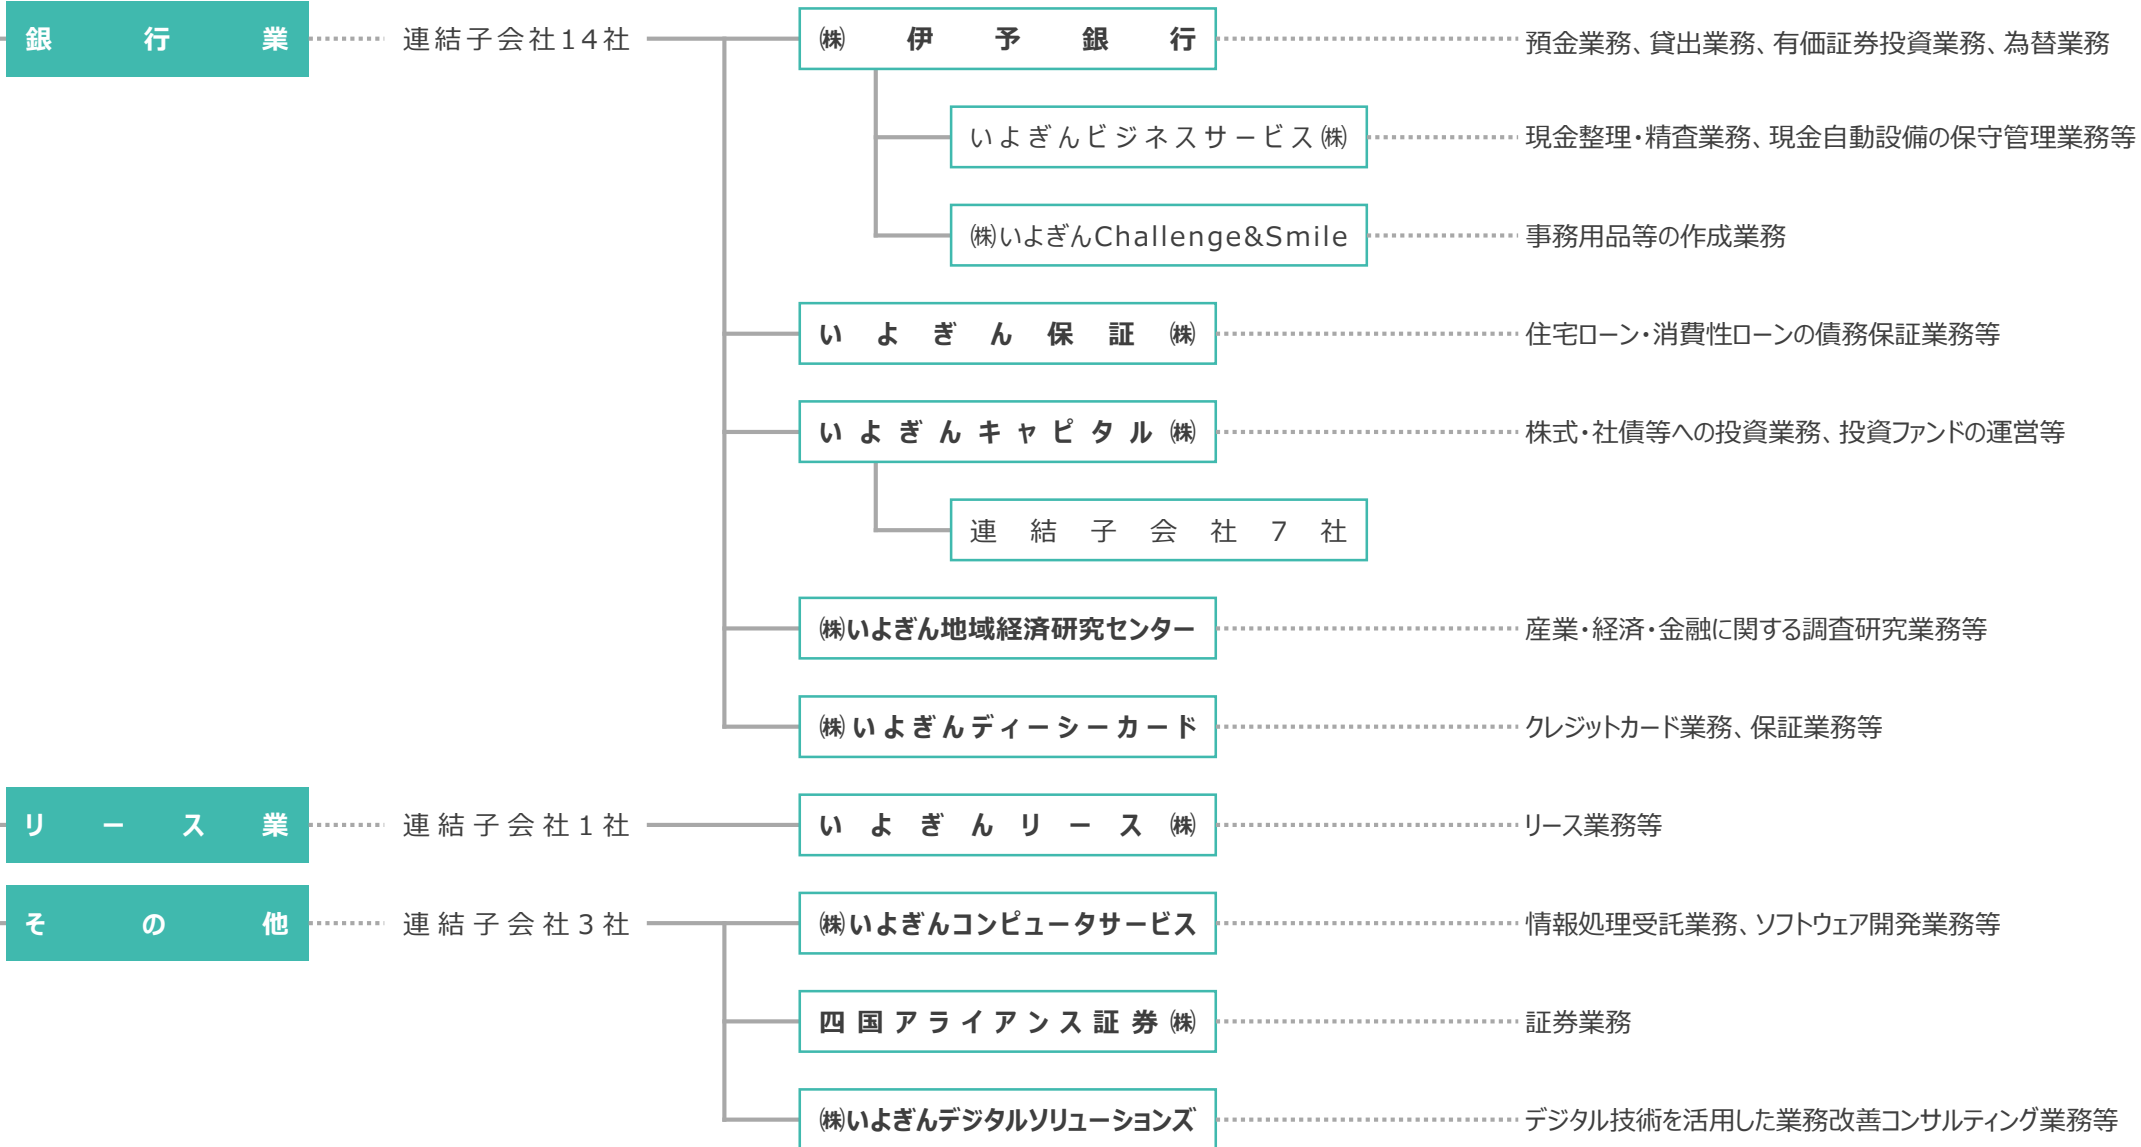 銀行業 連結子会社14社 ㈱伊予銀行 預金業務、貸出業務、有価証券投資業務、為替業務
いよぎんビジネスサービス㈱ 現金整理・精査業務、現金自動設備の保守管理業務等
㈱いよぎんChallenge&Smile 事務用品等の作成業務
いよぎん保証㈱ 住宅ローン・消費性ローンの債務保証業務等
いよぎんキャピタル㈱ 株式・社債等への投資業務、投資ファンドの運営等
連結子会社7社
㈱いよぎん地域経済研究センター 産業・経済・金融に関する調査研究業務等
㈱いよぎんディーシーカード クレジットカード業務、保証業務等
リース業 連結子会社1社 いよぎんリース㈱ リース業務等
その他 連結子会社3社 ㈱いよぎんコンピュータサービス 情報処理受託業務、ソフトウェア開発業務等
四国アライアンス証券㈱ 証券業務
㈱いよぎんデジタルソリューションズ デジタル技術を活用した業務改善コンサルティング業務等